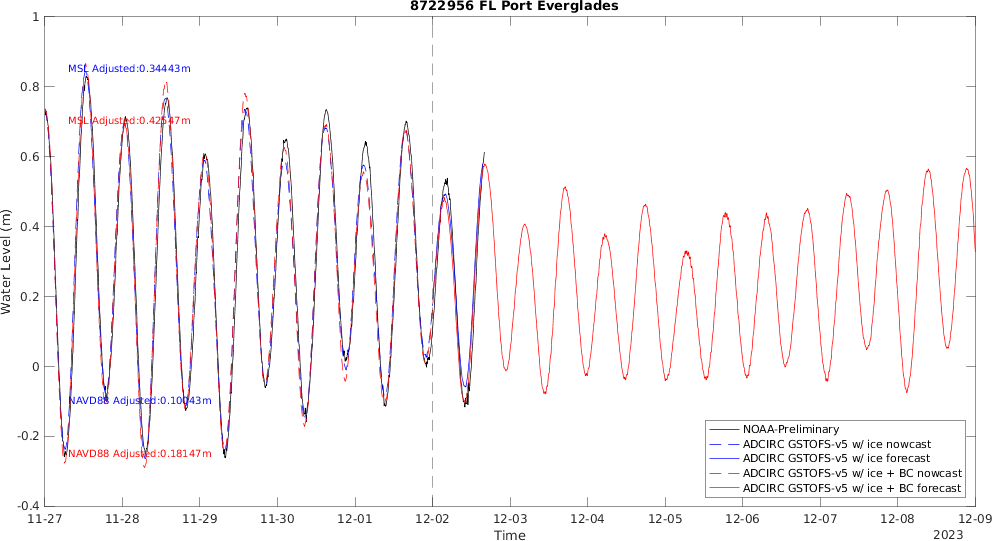 8722956 FL Port Everglades
1
0.8
0.6
0.4
0.2
0
-0.2
-0.4
Water Level (m)
MSL Adjusted:0.34443m
MSL Adjusted:0.42547m
NAVD88 Adjusted:0.10043m
NAVD88 Adjusted:0.18147m
NOAA-Preliminary
ADCIRC GSTOFS-v5 w/ ice nowcast
ADCIRC GSTOFS-v5 w/ ice forecast
ADCIRC GSTOFS-v5 w/ ice + BC nowcast
ADCIRC GSTOFS-v5 w/ ice + BC forecast
11-27 11-28 11-29 11-30 12-01 12-02 12-03 12-04 12-05 12-06 12-07 12-08 12-09
Time
2023